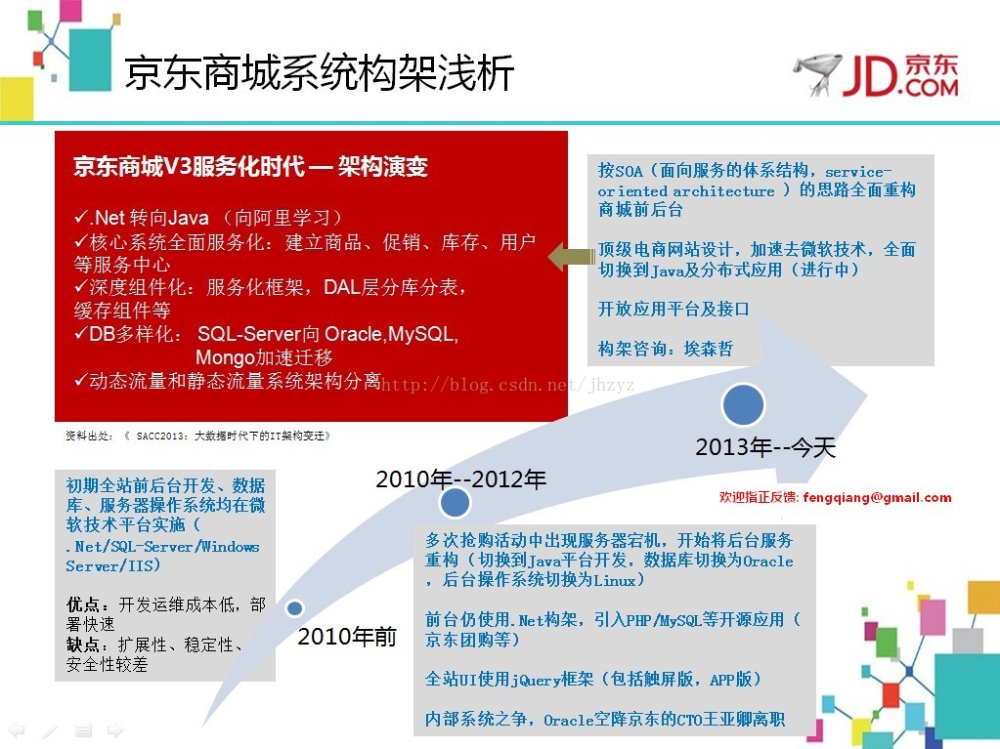 京东商城系统构架浅析
JD.COM 京东
京东商城V3服务化时代 — 架构演变
✓.Net 转向Java （向阿里学习）
✓核心系统全面服务化：建立商品、促销、库存、用户
等服务中心
✓深度组件化：服务化框架，DAL层分库分表，
缓存组件等
✓DB多样化： SQL-Server向 Oracle,MySQL,
Mongo加速迁移
✓动态流量和静态流量系统架构分离
http://blog.csdn.net/jhzyz
资料出处：《 SACC2013：大数据时代下的IT架构变迁》
按SOA（面向服务的体系结构，service-
oriented architecture ）的思路全面重构
商城前后台
顶级电商网站设计，加速去微软技术，全面
切换到Java及分布式应用（进行中）
开放应用平台及接口
构架咨询：埃森哲
2013年--今天
欢迎指正反馈: fengqiang@gmail.com
2010年--2012年
初期全站前后台开发、数据
库、服务器操作系统均在微
软技术平台实施（
.Net/SQL-Server/Windows
Server/IIS）
优点：开发运维成本低，部
署快速
缺点：扩展性、稳定性、
安全性较差
2010年前
多次抢购活动中出现服务器宕机，开始将后台服务
重构（切换到Java平台开发，数据库切换为Oracle
，后台操作系统切换为Linux）
前台仍使用.Net构架，引入PHP/MySQL等开源应用（
京东团购等）
全站UI使用jQuery框架（包括触屏版，APP版）
内部系统之争，Oracle空降京东的CTO王亚卿离职